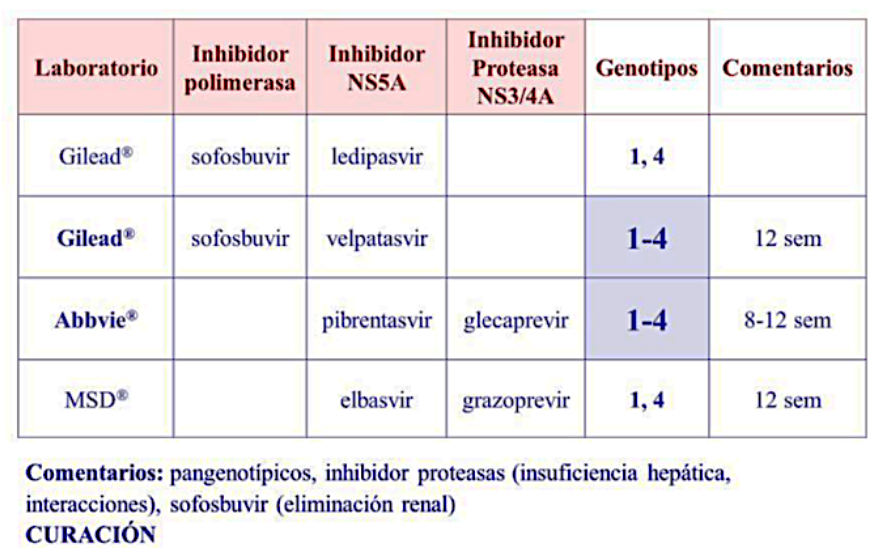 Laboratorio Inhibidor polimerasa Inhibidor NS5A Inhibidor Proteasa NS3/4A Genotipos Comentarios
Gilead® sofosbuvir ledipasvir 1, 4
Gilead® sofosbuvir velpatasvir 1-4 12 sem
Abbvie® pibrentasvir glecaprevir 1-4 8-12 sem
MSD® elbasvir grazoprevir 1, 4 12 sem
Comentarios: pangenotípicos, inhibidor proteasas (insuficiencia hepática,
interacciones), sofosbuvir (eliminación renal)
CURACIÓN